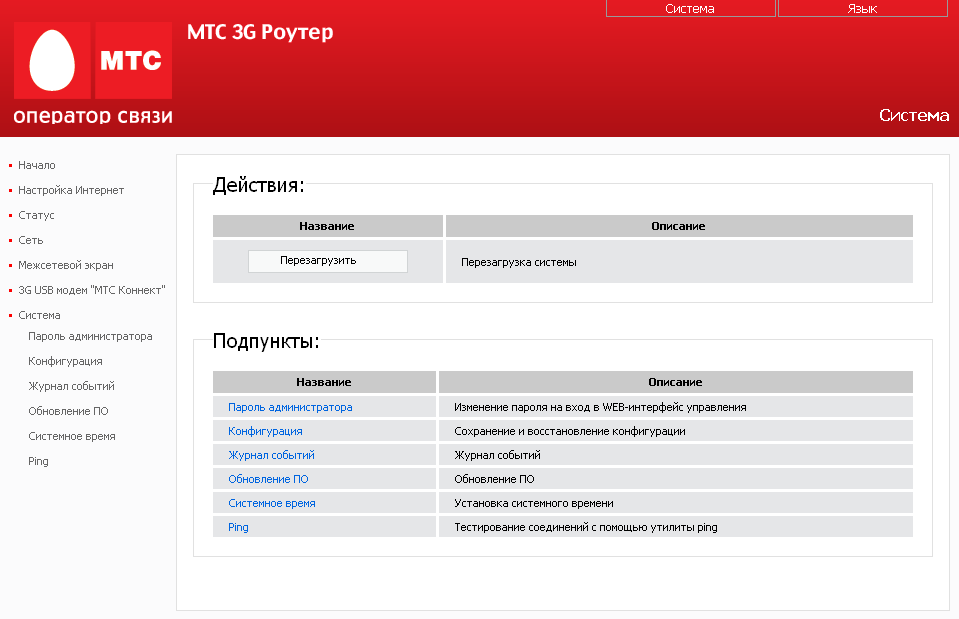 Система
Язык
МТС 3G Роутер
МТС
оператор связи
Система
Начало
Настройка Интернет
Статус
Сеть
Межсетевой экран
3G USB модем "МТС Коннект"
Система
Пароль администратора
Конфигурация
Журнал событий
Обновление ПО
Системное время
Ping
Действия:
Название Описание
Перезагрузить Перезагрузка системы
Подпункты:
Название Описание
Пароль администратора Изменение пароля на вход в WEB-интерфейс управления
Конфигурация Сохранение и восстановление конфигурации
Журнал событий Журнал событий
Обновление ПО Обновление ПО
Системное время Установка системного времени
Ping Тестирование соединений с помощью утилиты ping